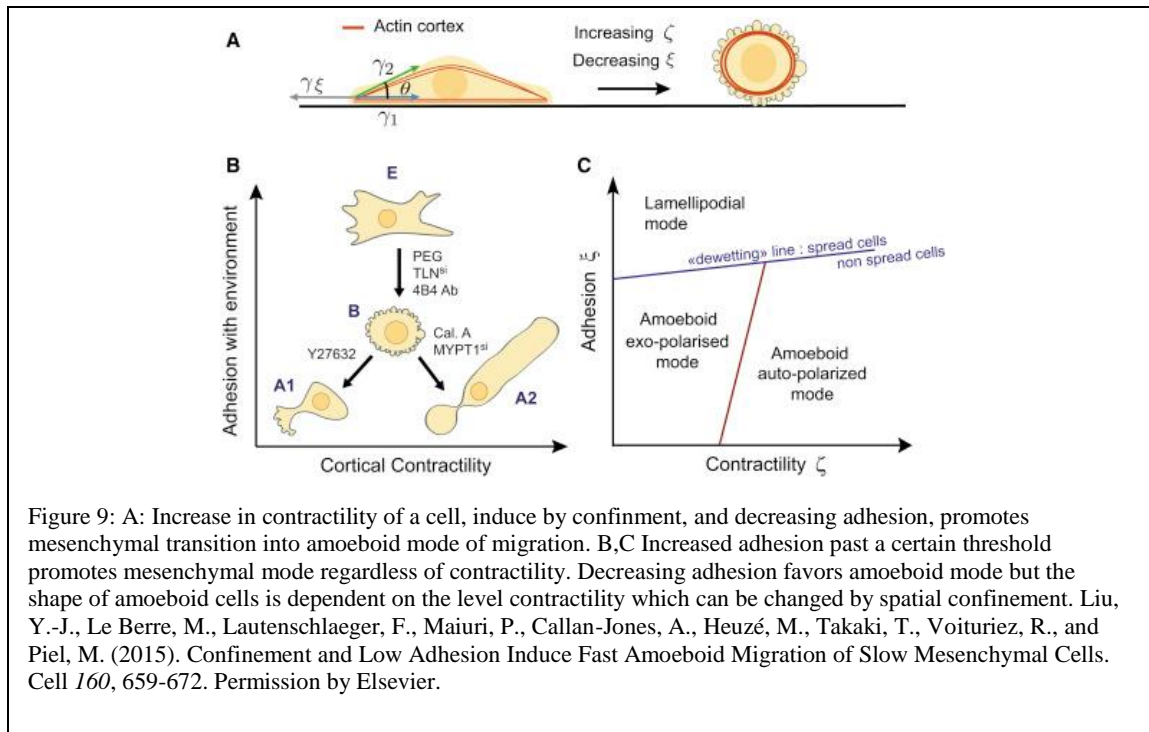 A
Actin cortex
Increasing ζ
Decreasing ξ
γξ
γ2
θ
γ1
B
E
PEG
TLNsi
4B4 Ab
B
Y27632
Cal. A
MYPT1si
A1
A2
Adhesion with environment
Cortical Contractility
C
Lamellipodial
mode
«dewetting» line : spread cells
non spread cells
Amoeboid
exo-polarised
mode
Amoeboid
auto-polarized
mode
Adhesion ξ
Contractility ζ
Figure 9: A: Increase in contractility of a cell, induce by confinment, and decreasing adhesion, promotes
mesenchymal transition into amoeboid mode of migration. B,C Increased adhesion past a certain threshold
promotes mesenchymal mode regardless of contractility. Decreasing adhesion favors amoeboid mode but the
shape of amoeboid cells is dependent on the level contractility which can be changed by spatial confinement. Liu,
Y.-J., Le Berre, M., Lautenschlaeger, F., Maiuri, P., Callan-Jones, A., Heuzé, M., Takaki, T., Voituriez, R., and
Piel, M. (2015). Confinement and Low Adhesion Induce Fast Amoeboid Migration of Slow Mesenchymal Cells.
Cell 160, 659-672. Permission by Elsevier.